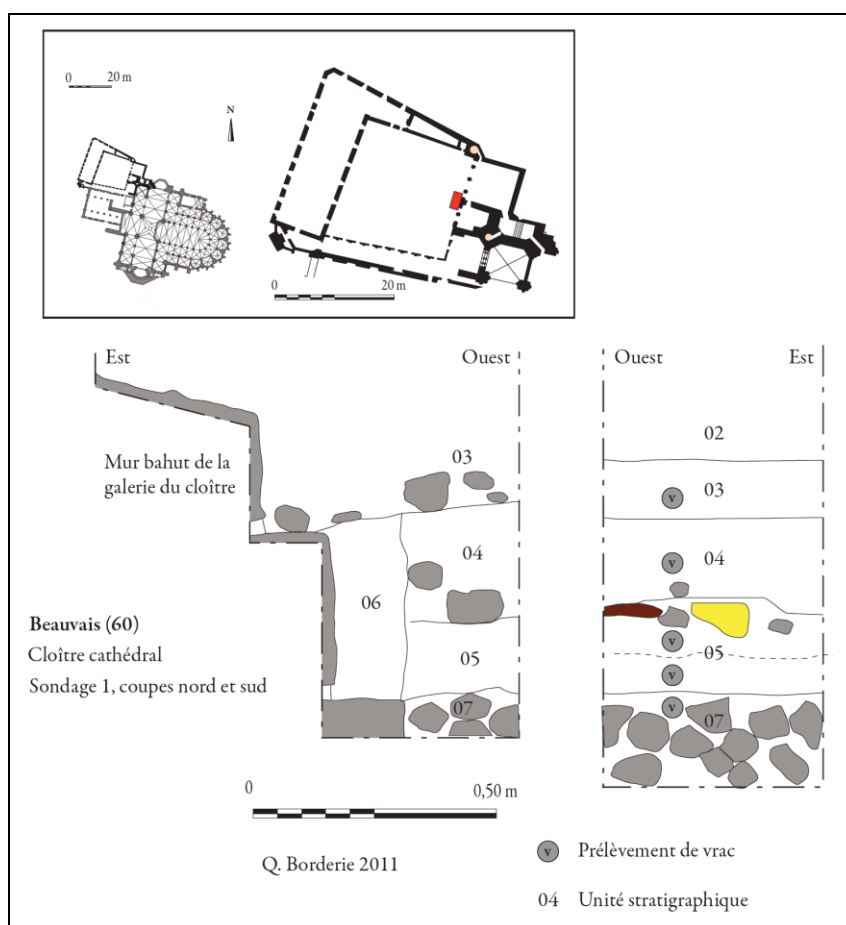 0 20 m
N
0 20 m
Est Ouest
Ouest Est
02
03
03
Mur bahut de la
galerie du cloître
04
04
v
v
06
Beauvais (60)
Cloître cathédral
Sondage 1, coupes nord et sud
05
05
v
v
v
07
07
0 0,50 m
Q. Borderie 2011
v Prélèvement de vrac
04 Unité stratigraphique